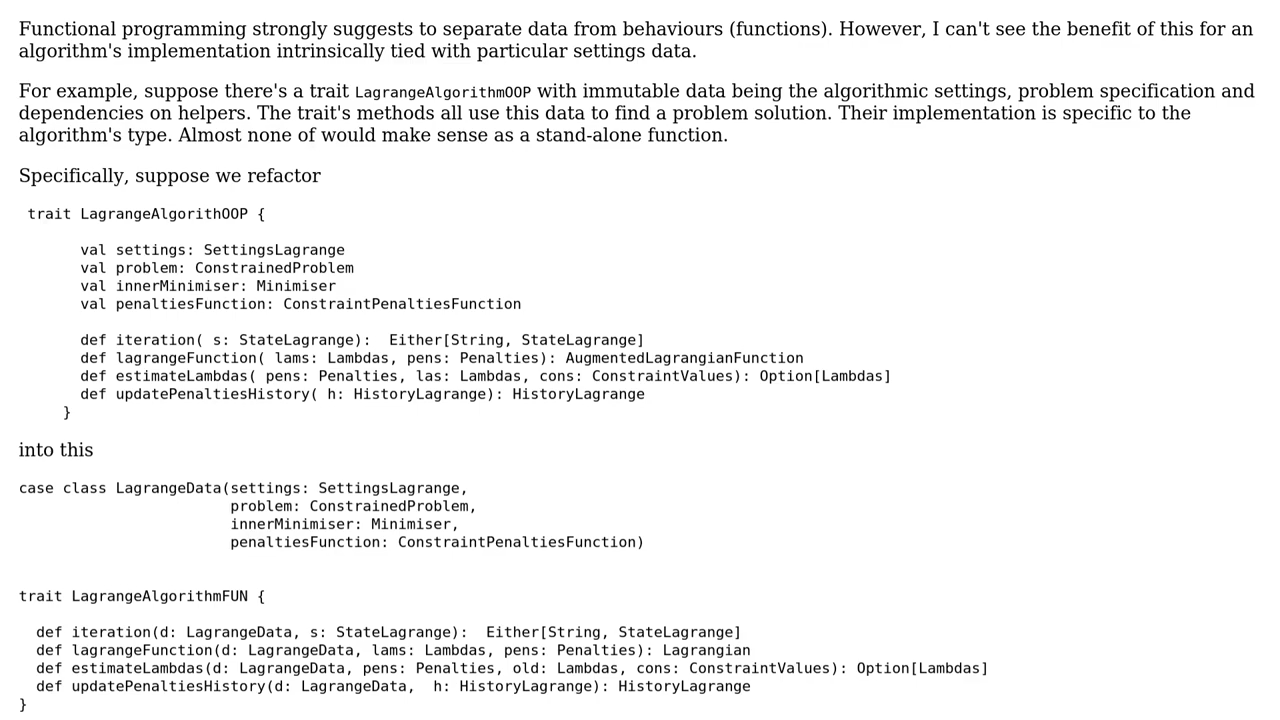 Functional programming strongly suggests to separate data from behaviours (functions). However, I can't see the benefit of this for an
algorithm's implementation intrinsically tied with particular settings data.
For example, suppose there's a trait LagrangeAlgorithmOOP with immutable data being the algorithmic settings, problem specification and
dependencies on helpers. The trait's methods all use this data to find a problem solution. Their implementation is specific to the
algorithm's type. Almost none of would make sense as a stand-alone function.
Specifically, suppose we refactor
trait LagrangeAlgorithOOP {
val settings: SettingsLagrange
val problem: ConstrainedProblem
val innerMinimiser: Minimiser
val penaltiesFunction: ConstraintPenaltiesFunction
def iteration( s: StateLagrange):  Either[String, StateLagrange]
def lagrangeFunction( lams: Lambdas, pens: Penalties): AugmentedLagrangianFunction
def estimateLambdas( pens: Penalties, las: Lambdas, cons: ConstraintValues): Option[Lambdas]
def updatePenaltiesHistory( h: HistoryLagrange): HistoryLagrange
}
into this
case class LagrangeData(settings: SettingsLagrange,
problem: ConstrainedProblem,
innerMinimiser: Minimiser,
penaltiesFunction: ConstraintPenaltiesFunction)
trait LagrangeAlgorithmFUN {
def iteration(d: LagrangeData, s: StateLagrange):  Either[String, StateLagrange]
def lagrangeFunction(d: LagrangeData, lams: Lambdas, pens: Penalties): Lagrangian
def estimateLambdas(d: LagrangeData, pens: Penalties, old: Lambdas, cons: ConstraintValues): Option[Lambdas]
def updatePenaltiesHistory(d: LagrangeData,  h: HistoryLagrange): HistoryLagrange
}